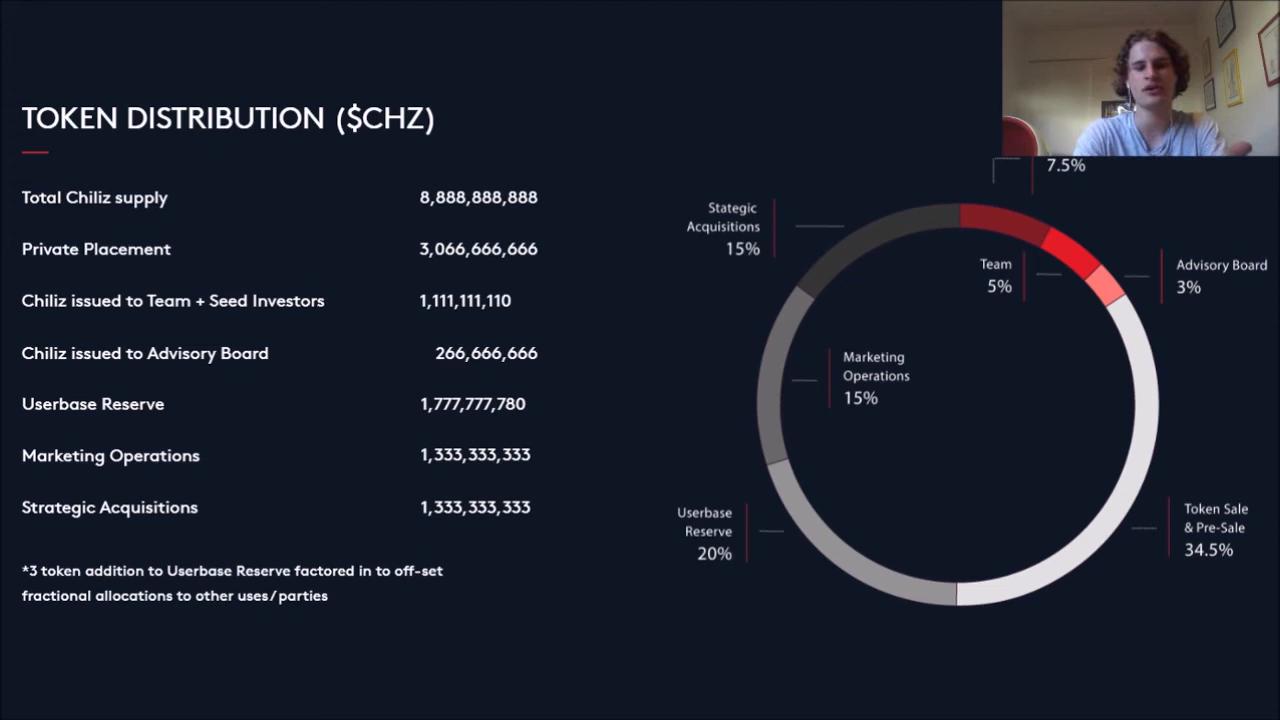 TOKEN DISTRIBUTION ($CHZ)
Total Chiliz supply 8,888,888,888
Private Placement 3,066,666,666
Chiliz issued to Team + Seed Investors 1,111,111,110
Chiliz issued to Advisory Board 266,666,666
Userbase Reserve 1,777,777,780
Marketing Operations 1,333,333,333
Strategic Acquisitions 1,333,333,333
*3 token addition to Userbase Reserve factored in to off-set
fractional allocations to other uses/parties
7.5%
Stategic
Acquisitions
15%
Team
5%
Advisory Board
3%
Marketing
Operations
15%
Userbase
Reserve
20%
Token Sale
& Pre-Sale
34.5%